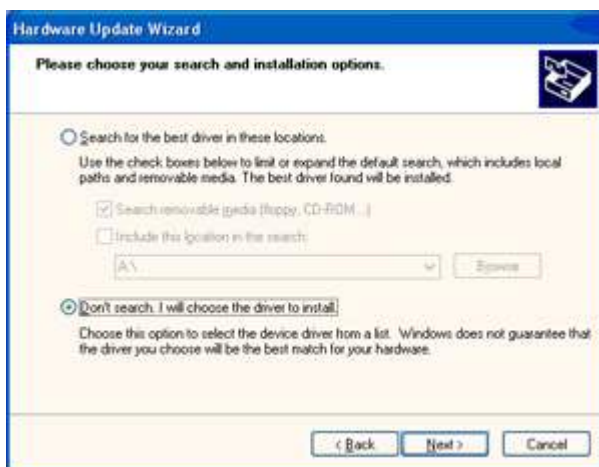 Hardware Update Wizard
Please choose your search and installation options.
Search for the best driver in these locations.
Use the check boxes below to limit or expand the default search, which includes local
paths and removable media. The best driver found will be installed.
Search removable media (floppy, CD-ROM...)
Include this location in the search:
A:\
Browse
Don't search. I will choose the driver to install.
Choose this option to select the device driver from a list. Windows does not guarantee that
the driver you choose will be the best match for your hardware.
< Back Next > Cancel